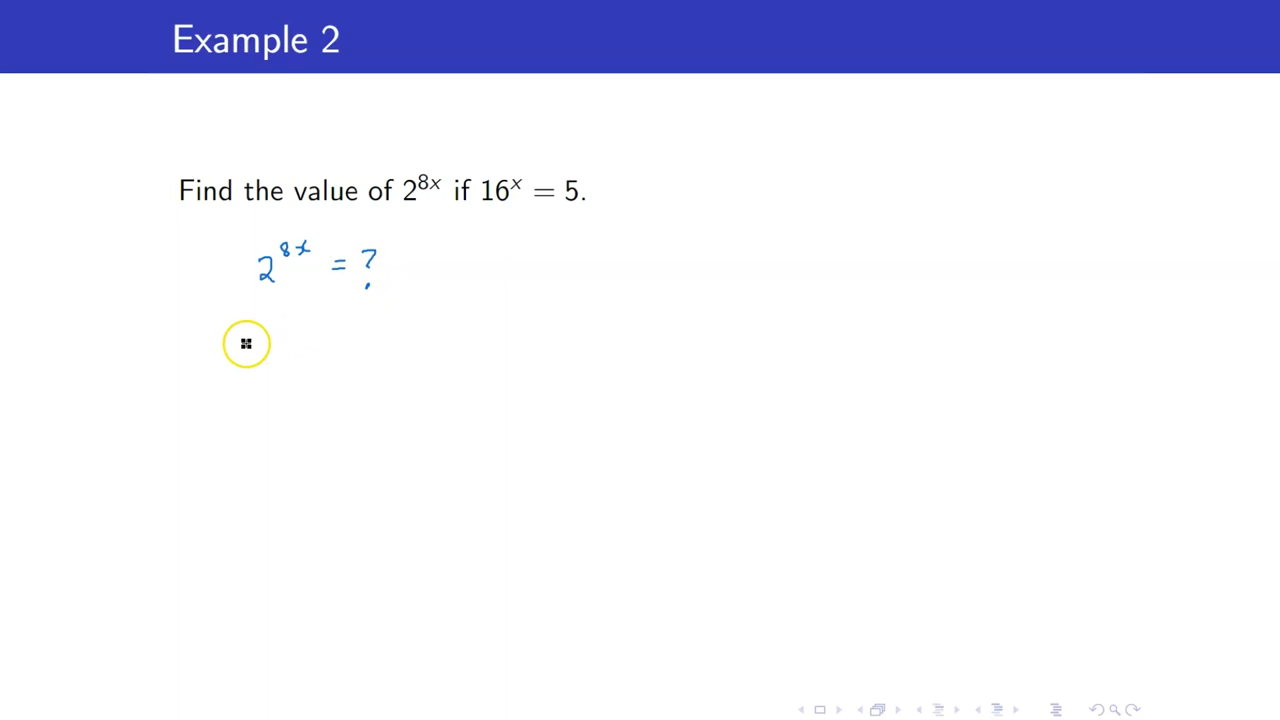 Example 2
Find the value of 2^{8x} if 16^x = 5.
2^{8x} = ?